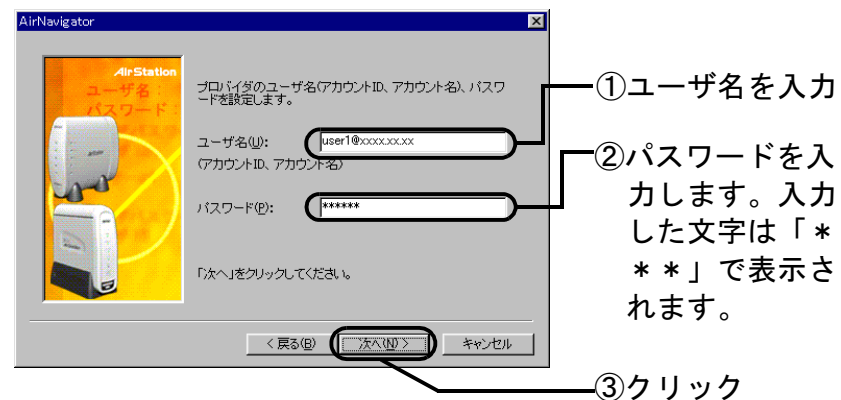 AirNavigator
AirStation
ユーザ名：
パスワード：
プロバイダのユーザ名(アカウントID、アカウント名)、パスワ
ードを設定します。
ユーザ名(U):
user1@xxxx.xx.xx
(アカウントID、アカウント名)
パスワード(P):
******
「次へ」をクリックしてください。
< 戻る(B)
次へ(N) >
キャンセル
①ユーザ名を入力
②パスワードを入
力します。入力
した文字は「＊
＊＊」で表示さ
れます。
③クリック